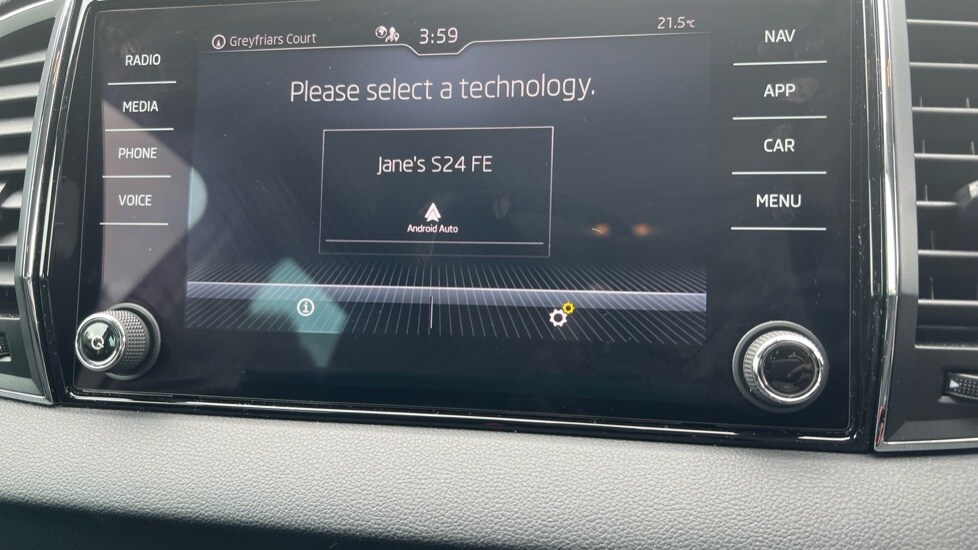 Greyfriars Court
3:59
21.5°c
RADIO
MEDIA
PHONE
VOICE
Please select a technology.
Jane's S24 FE
Android Auto
NAV
APP
CAR
MENU